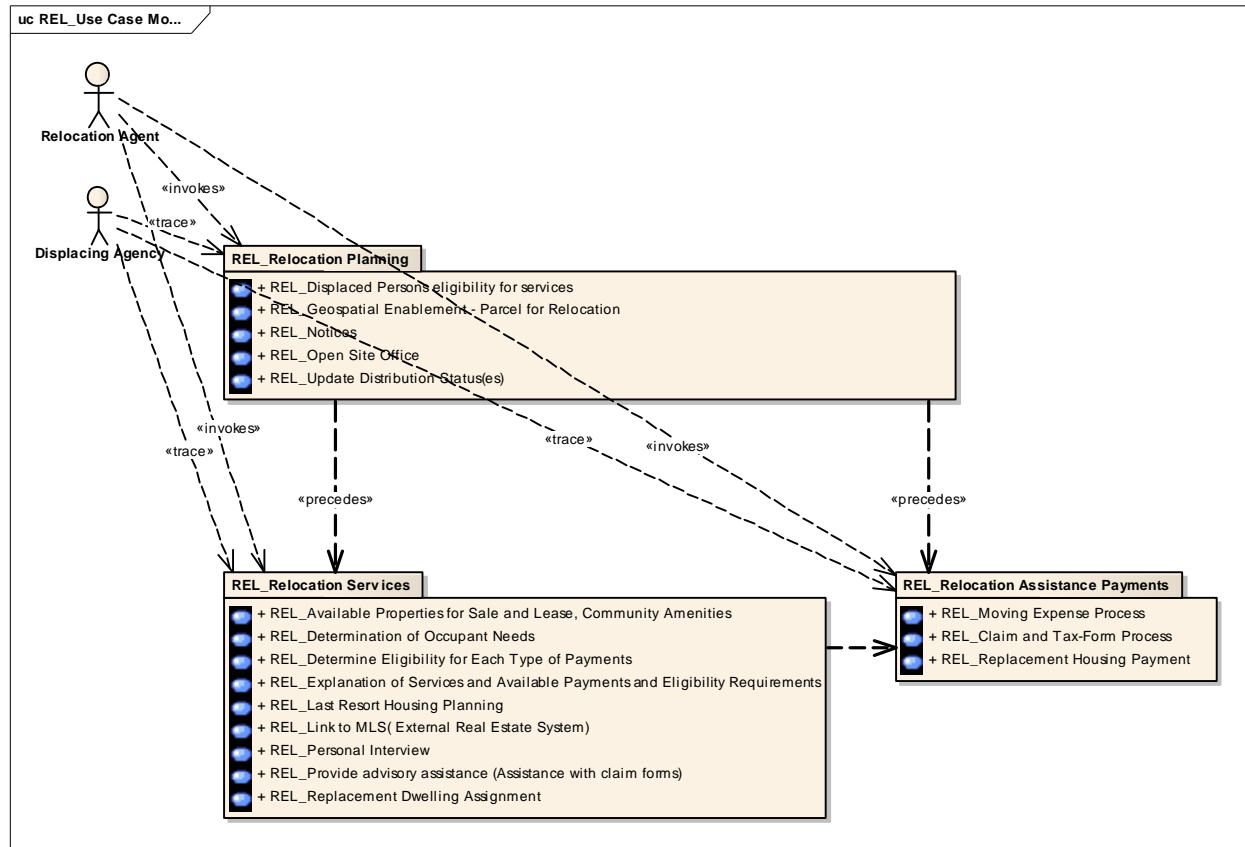 uc REL_Use Case Mo...
Relocation Agent
«invokes»
«trace»
Displacing Agency
REL_Relocation Planning
+ REL_Displaced Persons eligibility for services
+ REL_Geospatial Enablement - Parcel for Relocation
+ REL_Notices
+ REL_Open Site Office
+ REL_Update Distribution Status(es)
«invokes»
«trace»
«trace»
«invokes»
«precedes»
«precedes»
REL_Relocation Services
+ REL_Available Properties for Sale and Lease, Community Amenities
+ REL_Determination of Occupant Needs
+ REL_Determine Eligibility for Each Type of Payments
+ REL_Explanation of Services and Available Payments and Eligibility Requirements
+ REL_Last Resort Housing Planning
+ REL_Link to MLS( External Real Estate System)
+ REL_Personal Interview
+ REL_Provide advisory assistance (Assistance with claim forms)
+ REL_Replacement Dwelling Assignment
REL_Relocation Assistance Payments
+ REL_Moving Expense Process
+ REL_Claim and Tax-Form Process
+ REL_Replacement Housing Payment